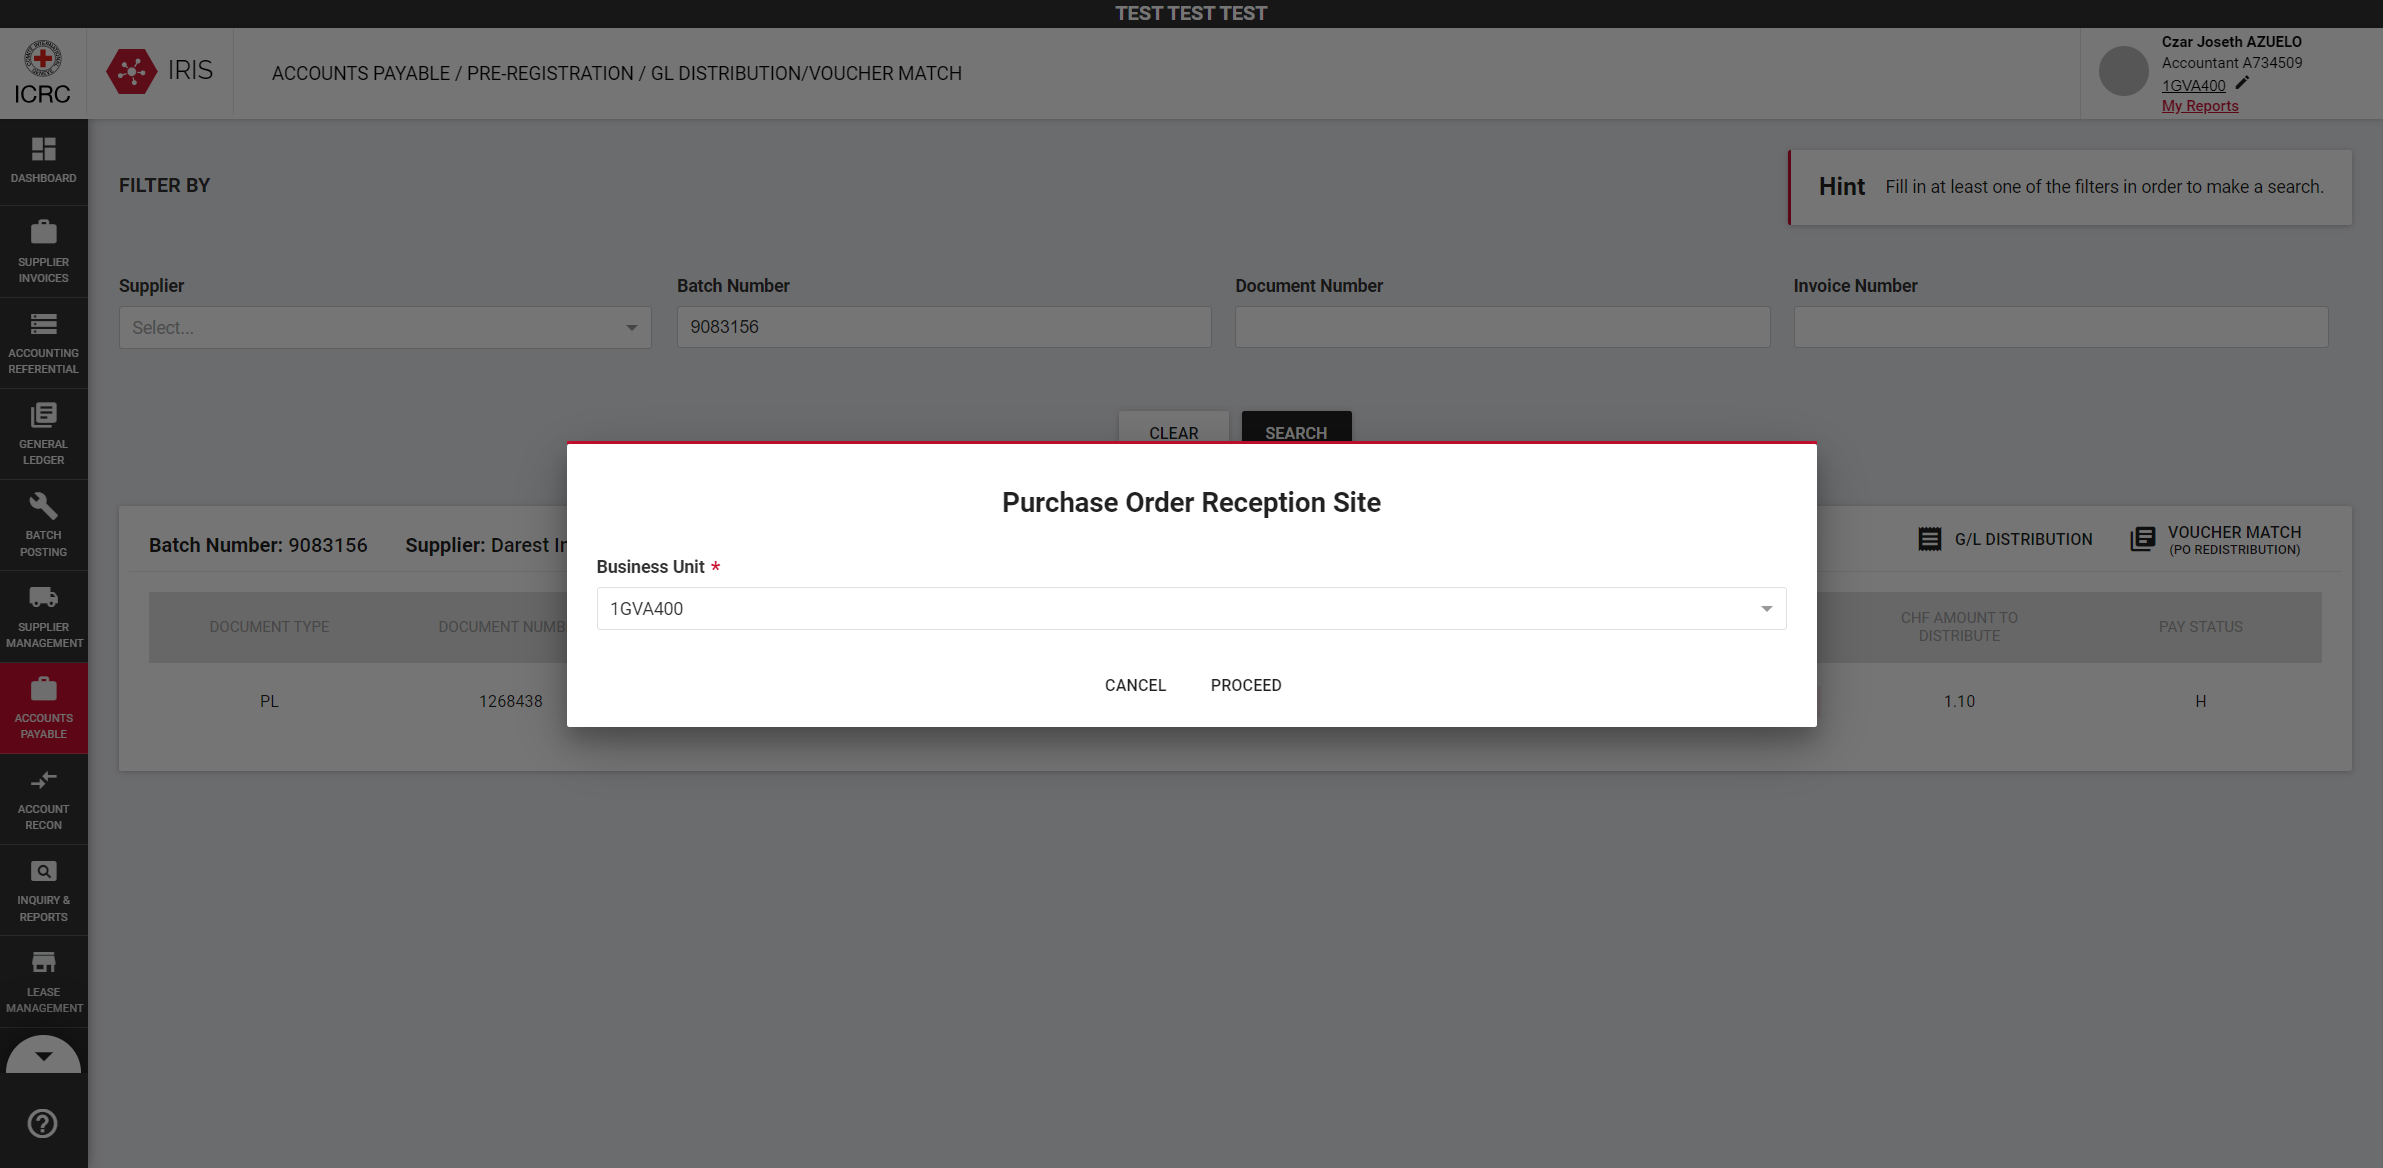 TEST TEST TEST
ICRC
IRIS
ACCOUNTS PAYABLE / PRE-REGISTRATION / GL DISTRIBUTION/VOUCHER MATCH
Czar Joseth AZUELO
Accountant A734509
1GVA400
My Reports
DASHBOARD
SUPPLIER
INVOICES
ACCOUNTING
REFERENTIAL
GENERAL
LEDGER
BATCH
POSTING
SUPPLIER
MANAGEMENT
ACCOUNTS
PAYABLE
ACCOUNT
RECON
INQUIRY &
REPORTS
LEASE
MANAGEMENT
FILTER BY
Hint Fill in at least one of the filters in order to make a search.
Supplier
Select...
Batch Number
9083156
Document Number
Invoice Number
CLEAR
SEARCH
Purchase Order Reception Site
Business Unit *
1GVA400
CANCEL
PROCEED
Batch Number: 9083156
Supplier: Darest
G/L DISTRIBUTION
VOUCHER MATCH
(PO REDISTRIBUTION)
DOCUMENT TYPE
DOCUMENT
CHF AMOUNT TO
DISTRIBUTE
PAY STATUS
PL
1268438
1.10
H